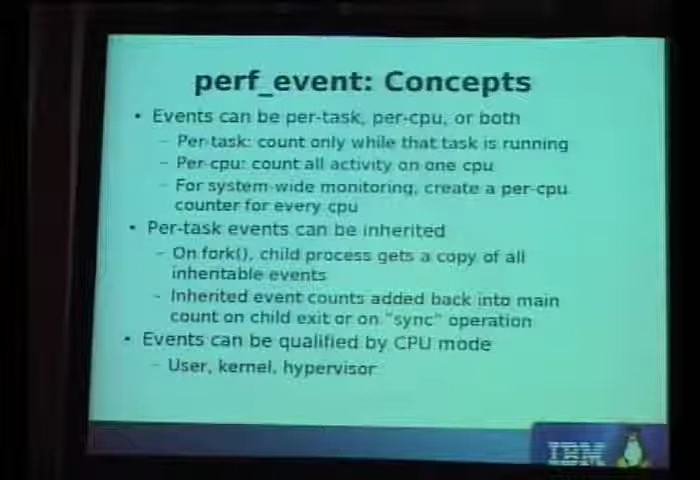 perf_event: Concepts
• Events can be per-task, per-cpu, or both
– Per-task: count only while that task is running
– Per-cpu: count all activity on one cpu
– For system-wide monitoring, create a per-cpu
counter for every cpu
• Per-task events can be inherited
– On fork(), child process gets a copy of all
inheritable events
– Inherited event counts added back into main
count on child exit or on "sync" operation
• Events can be qualified by CPU mode
– User, kernel, hypervisor
IBM